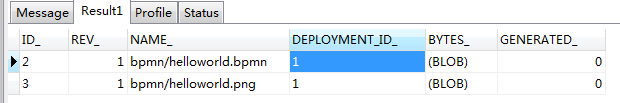 Message Result1 Profile Status
ID_ REV_ NAME_ DEPLOYMENT_ID_ BYTES_ GENERATED_
2 1 bpmn/helloworld.bpmn 1 (BLOB) 0
3 1 bpmn/helloworld.png 1 (BLOB) 0